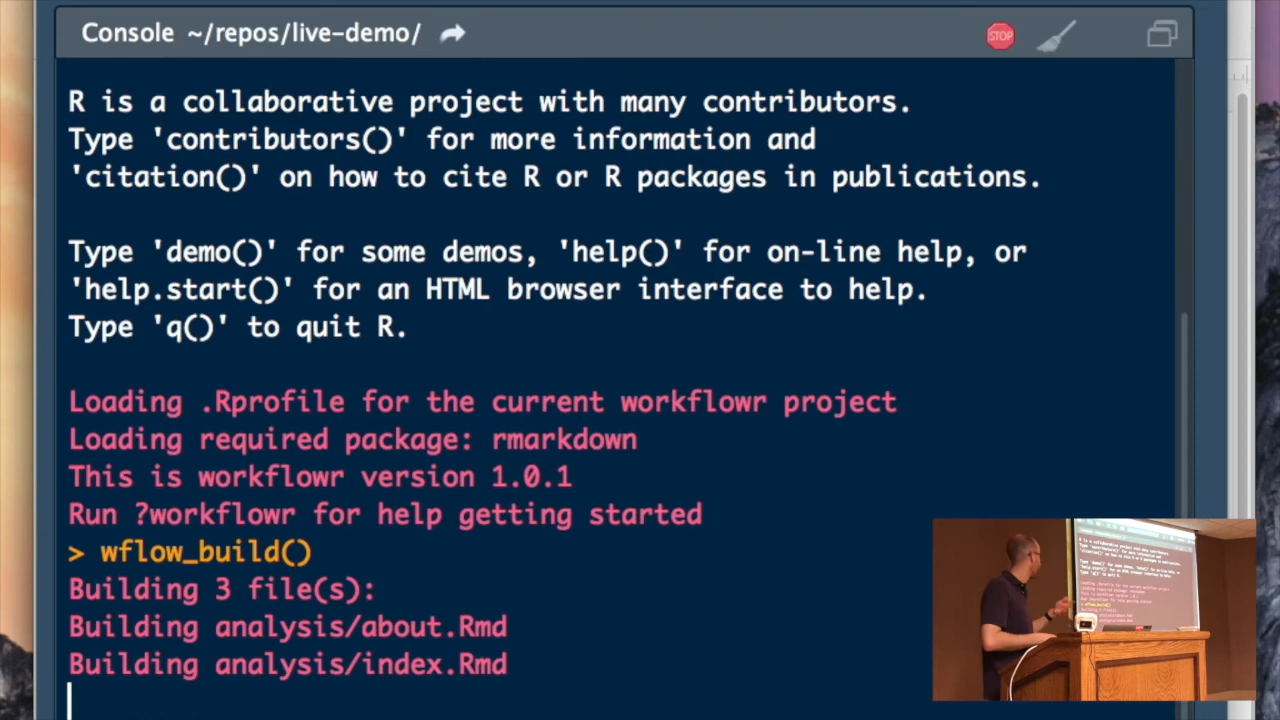 Console ~/repos/live-demo/
STOP
R is a collaborative project with many contributors.
Type 'contributors()' for more information and
'citation()' on how to cite R or R packages in publications.
Type 'demo()' for some demos, 'help()' for on-line help, or
'help.start()' for an HTML browser interface to help.
Type 'q()' to quit R.
Loading .Rprofile for the current workflowr project
Loading required package: rmarkdown
This is workflowr version 1.0.1
Run ?workflowr for help getting started
> wflow_build()
Building 3 file(s):
Building analysis/about.Rmd
Building analysis/index.Rmd